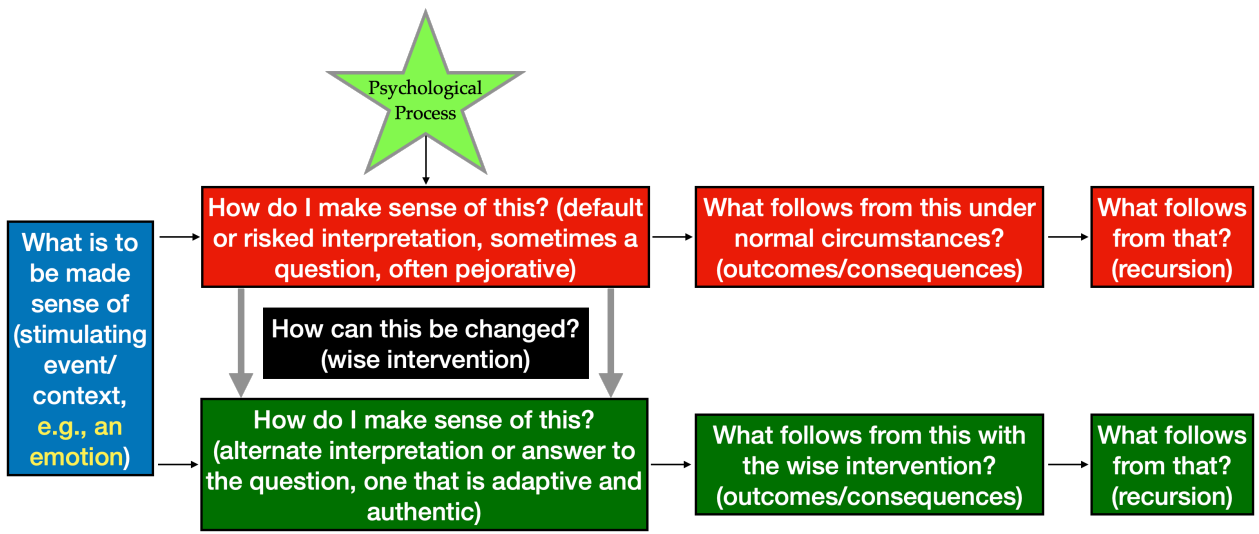 Psychological
Process
What is to
be made
sense of
(stimulating
event/
context,
e.g., an
emotion)
How do I make sense of this? (default
or risked interpretation, sometimes a
question, often pejorative)
What follows from this under
normal circumstances?
(outcomes/consequences)
What follows
from that?
(recursion)
How can this be changed?
(wise intervention)
How do I make sense of this?
(alternate interpretation or answer to
the question, one that is adaptive and
authentic)
What follows from this with
the wise intervention?
(outcomes/consequences)
What follows
from that?
(recursion)